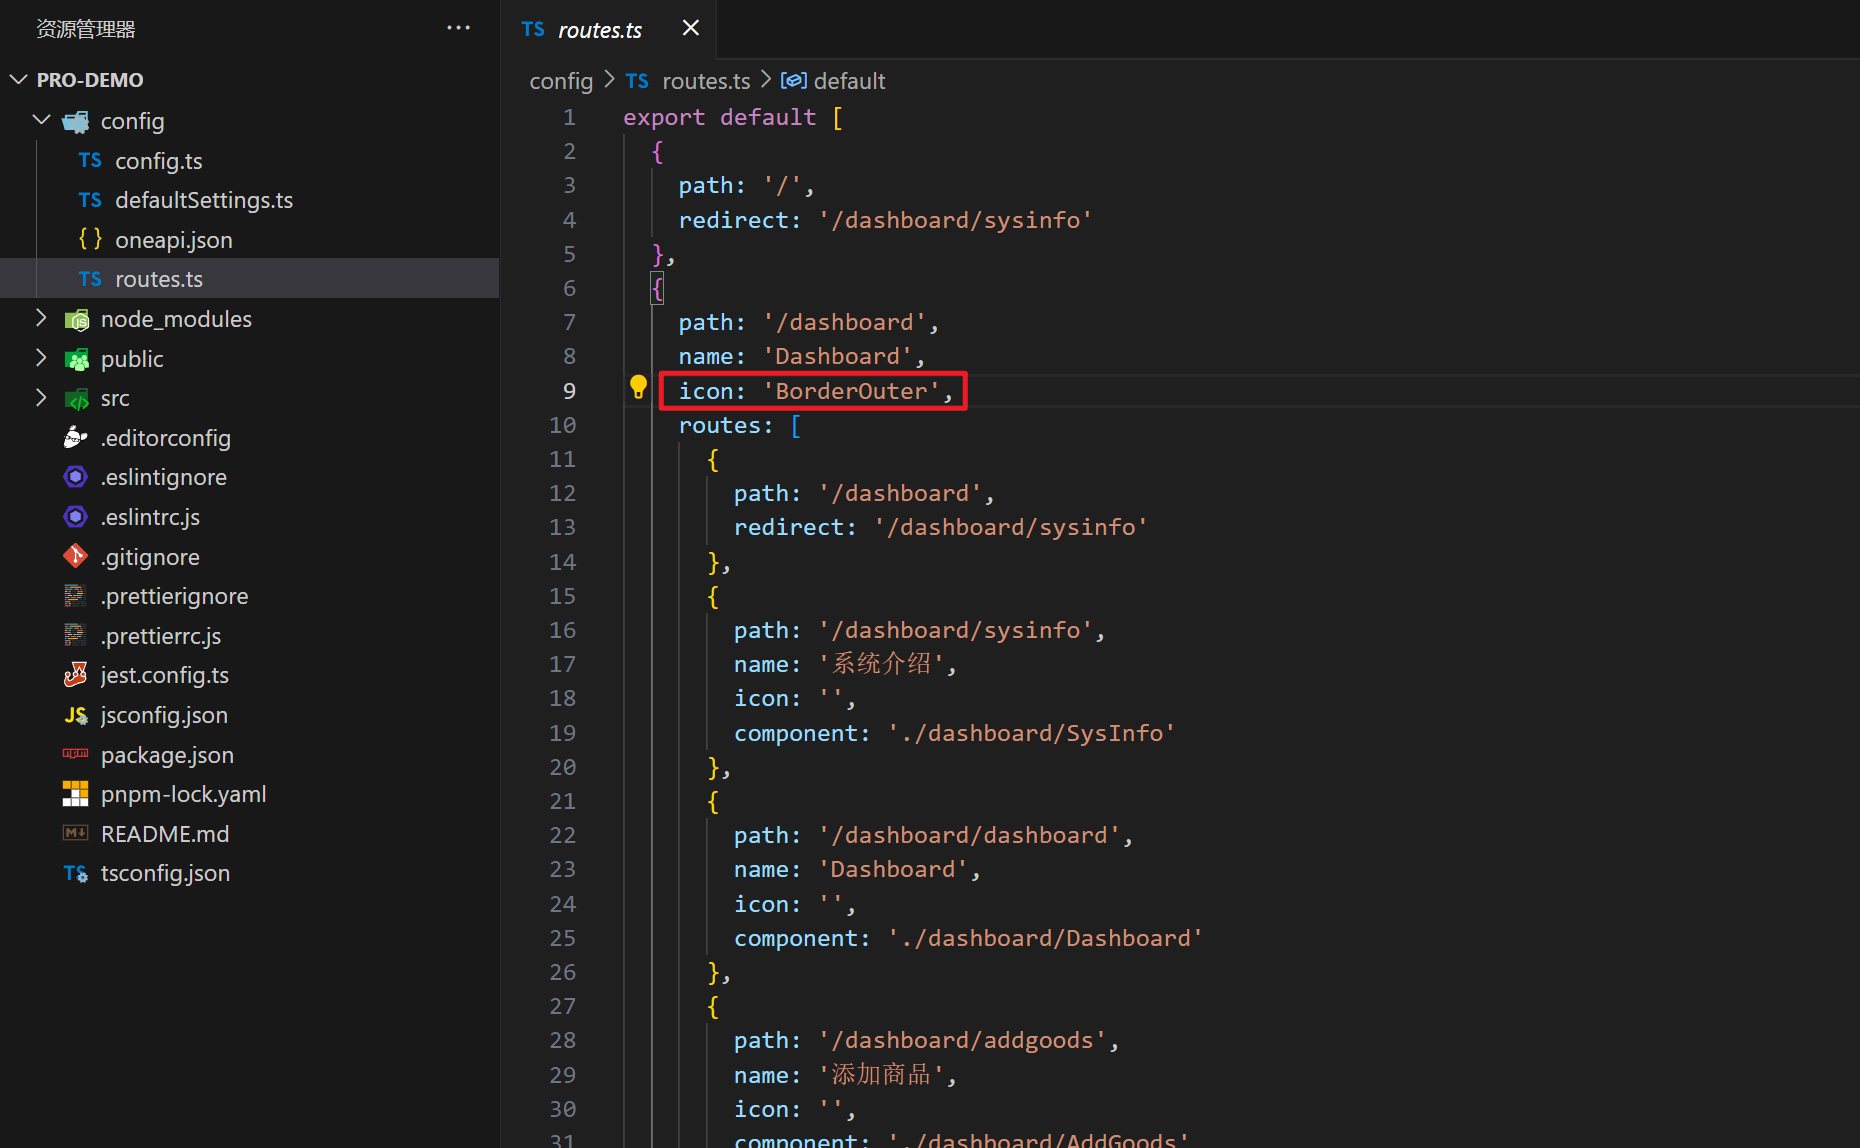 资源管理器
PRO-DEMO
config
config.ts
defaultSettings.ts
oneapi.json
routes.ts
node_modules
public
src
.editorconfig
.eslintignore
.eslintrc.js
.gitignore
.prettierignore
.prettierrc.js
jest.config.ts
jsconfig.json
package.json
pnpm-lock.yaml
README.md
tsconfig.json
TS routes.ts
config > TS routes.ts > default
1 export default [
2 {
3 path: '/',
4 redirect: '/dashboard/sysinfo'
5 },
6 {
7 path: '/dashboard',
8 name: 'Dashboard',
9 icon: 'BorderOuter',
10 routes: [
11 {
12 path: '/dashboard',
13 redirect: '/dashboard/sysinfo'
14 },
15 {
16 path: '/dashboard/sysinfo',
17 name: '系统介绍',
18 icon: '',
19 component: './dashboard/SysInfo'
20 },
21 {
22 path: '/dashboard/dashboard',
23 name: 'Dashboard',
24 icon: '',
25 component: './dashboard/Dashboard'
26 },
27 {
28 path: '/dashboard/addgoods',
29 name: '添加商品',
30 icon: '',
31 component: './dashboard/AddGoods'